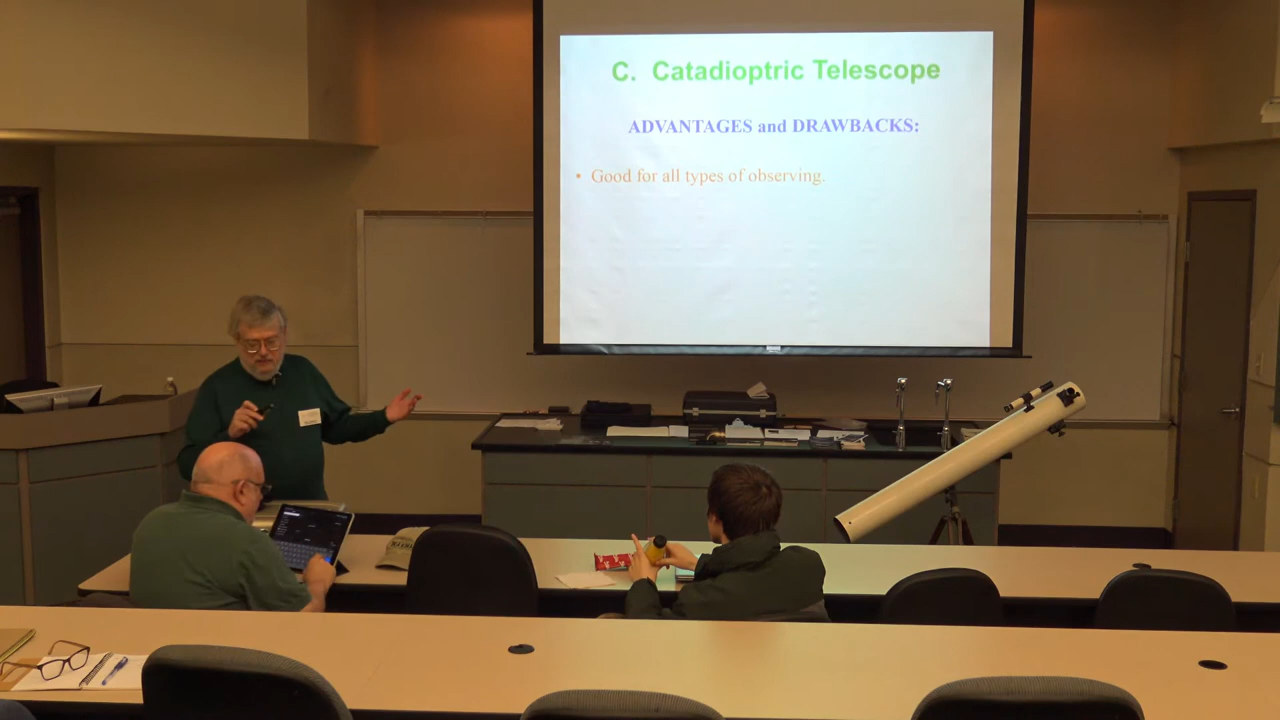 C. Catadioptric Telescope
ADVANTAGES and DRAWBACKS:
• Good for all types of observing.